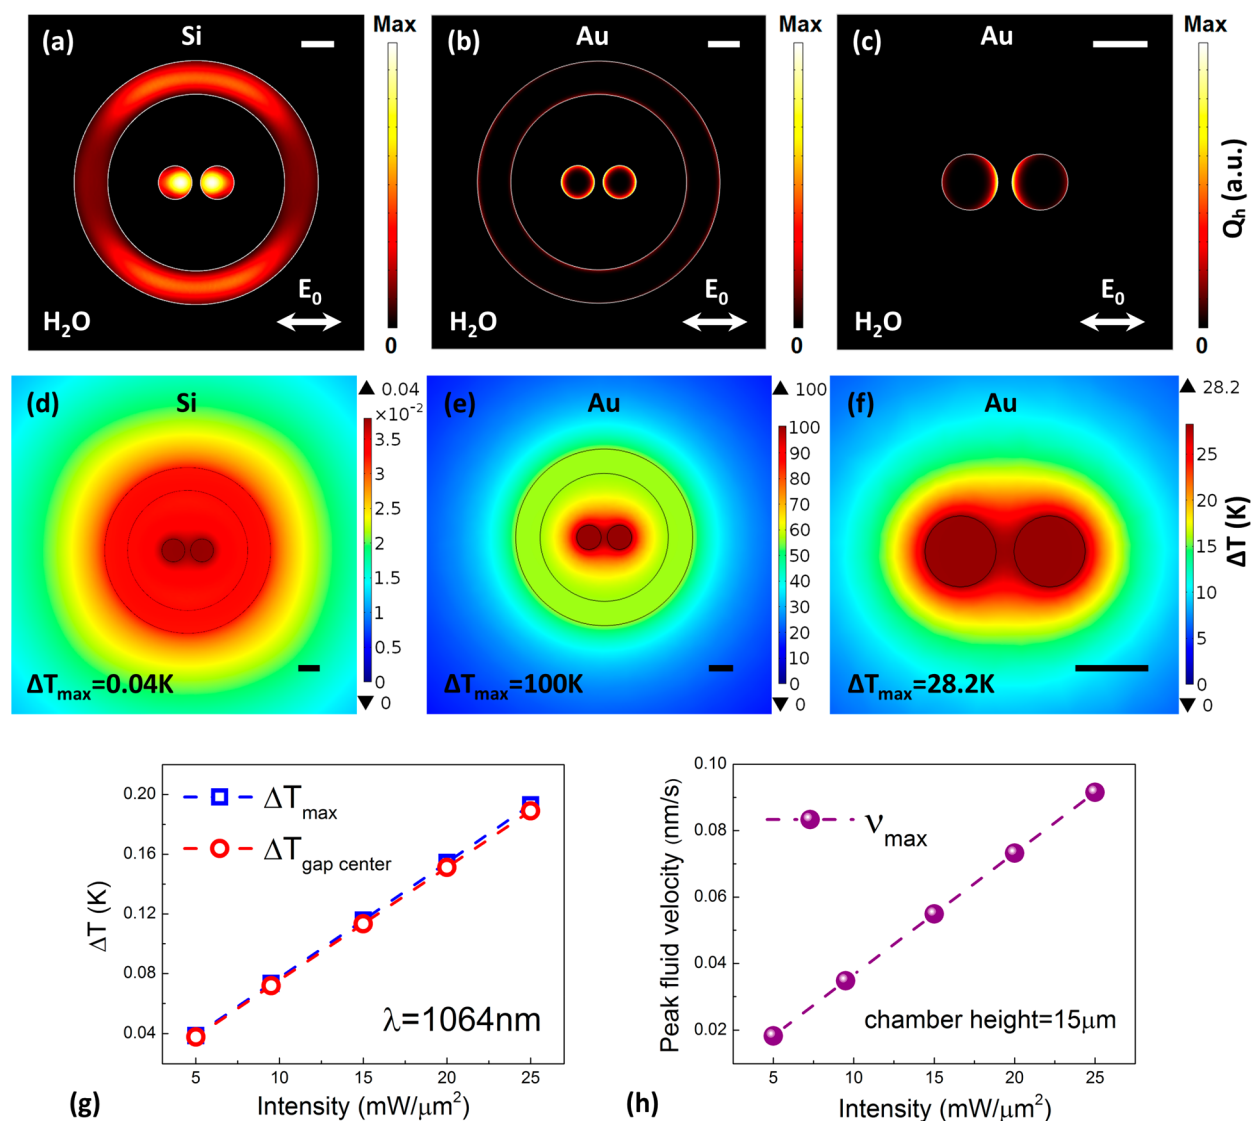 (a)
Si
Max
E₀
H₂O
0
(b)
Au
Max
E₀
H₂O
0
(c)
Au
Max
E₀
H₂O
0
Qₕ (a.u.)
(d)
Si
0.04
×10⁻²
3.5
3
2.5
2
1.5
1
0.5
0
0
ΔTmax=0.04K
(e)
Au
100
100
90
80
70
60
50
40
30
20
10
0
0
ΔTmax=100K
(f)
Au
28.2
25
20
15
10
5
0
0
ΔTmax=28.2K
ΔT (K)
ΔTmax
ΔTgap center
0.20
0.16
0.12
0.08
0.04
ΔT (K)
λ=1064nm
5
10
15
20
25
(g)
Intensity (mW/μm²)
νmax
0.10
0.08
0.06
0.04
0.02
Peak fluid velocity (nm/s)
chamber height=15μm
5
10
15
20
25
(h)
Intensity (mW/μm²)